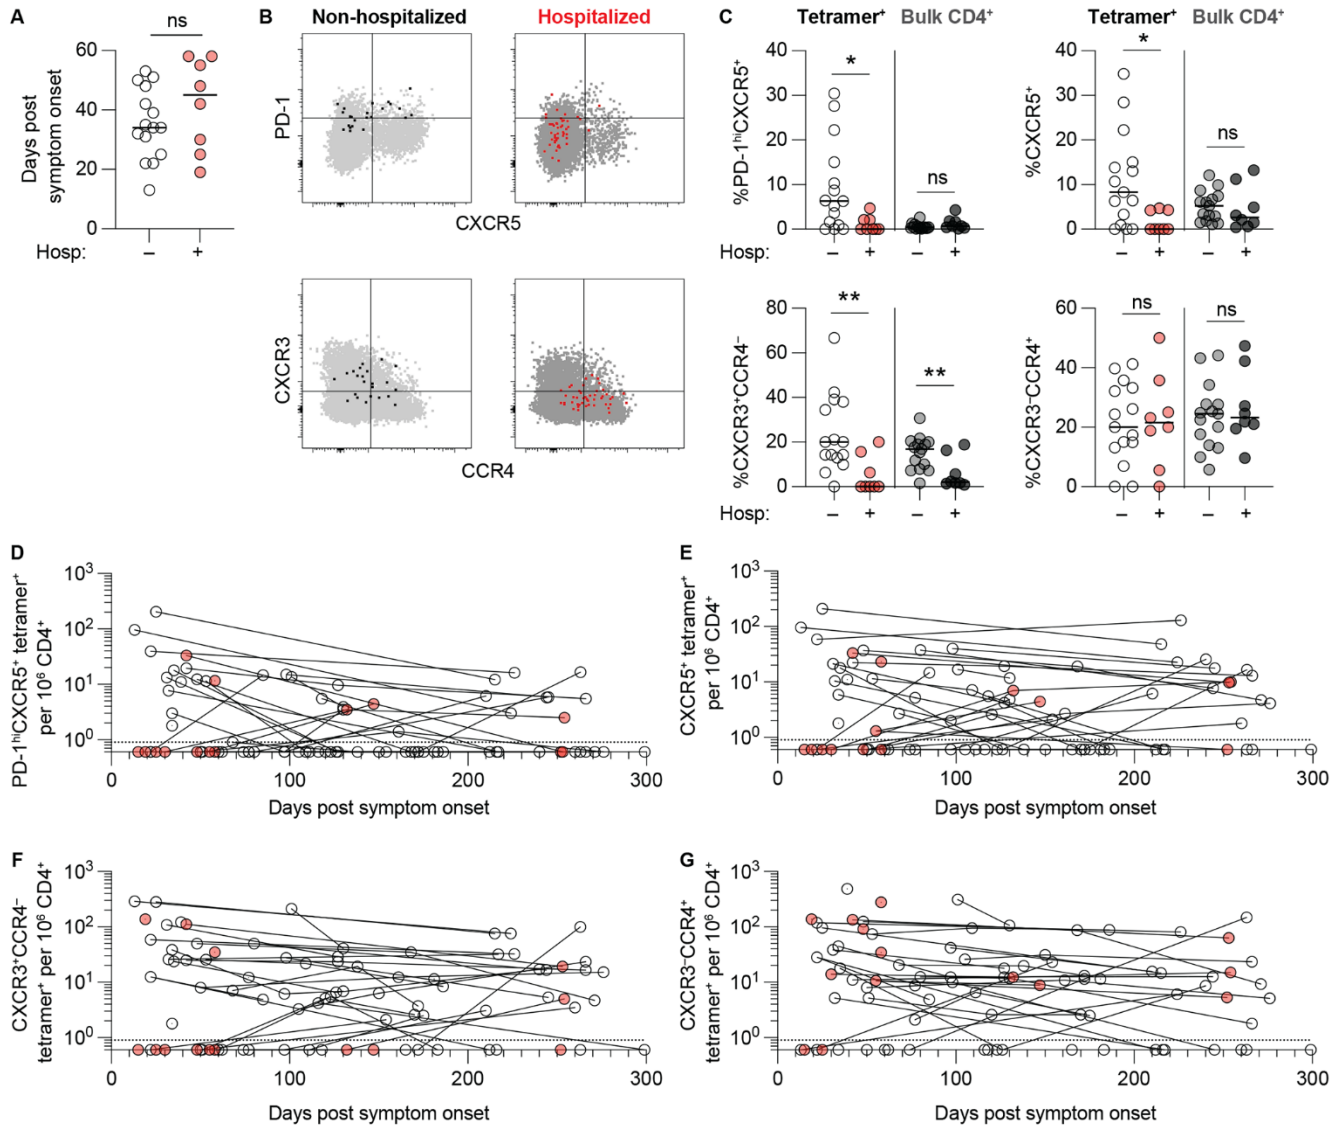 A
ns
Days post
symptom onset
60
40
20
0
Hosp:
– +
B
Non-hospitalized Hospitalized
PD-1
CXCR5
CXCR3
CCR4
C
Tetramer⁺ Bulk CD4⁺
%PD-1ʰⁱCXCR5⁺
40
30
20
10
0
* ns
Hosp: – + – +
Tetramer⁺ Bulk CD4⁺
%CXCR5⁺
40
30
20
10
0
* ns
– + – +
%CXCR3⁺CCR4⁻
80
60
40
20
0
** **
Hosp: – + – +
%CXCR3⁻CCR4⁺
60
40
20
0
ns ns
– + – +
D
PD-1ʰⁱCXCR5⁺ tetramer⁺
per 10⁶ CD4⁺
10³
10²
10¹
10⁰
0 100 200 300
Days post symptom onset
E
CXCR5⁺ tetramer⁺
per 10⁶ CD4⁺
10³
10²
10¹
10⁰
0 100 200 300
Days post symptom onset
F
CXCR3⁺CCR4⁻
tetramer⁺ per 10⁶ CD4⁺
10³
10²
10¹
10⁰
0 100 200 300
Days post symptom onset
G
CXCR3⁻CCR4⁺
tetramer⁺ per 10⁶ CD4⁺
10³
10²
10¹
10⁰
0 100 200 300
Days post symptom onset